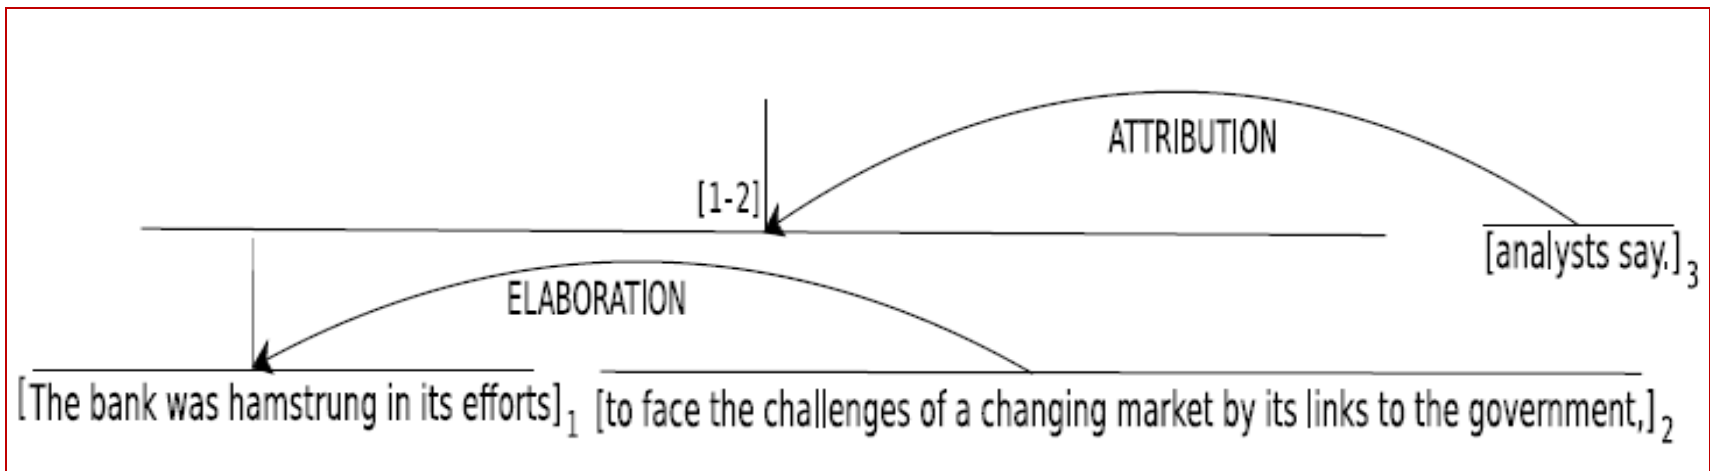 ATTRIBUTION
[1-2]
[analysts say.]3
ELABORATION
[The bank was hamstrung in its efforts]1 [to face the challenges of a changing market by its links to the government,]2